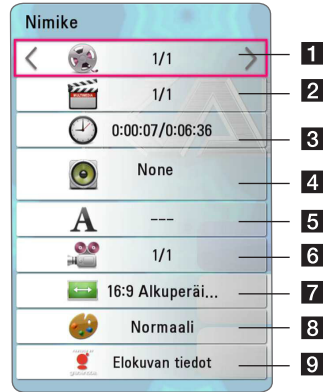 Nimike
1/1 1
1/1 2
0:00:07/0:06:36 3
None 4
A --- 5
1/1 6
16:9 Alkuperäi... 7
Normaali 8
Elokuvan tiedot 9